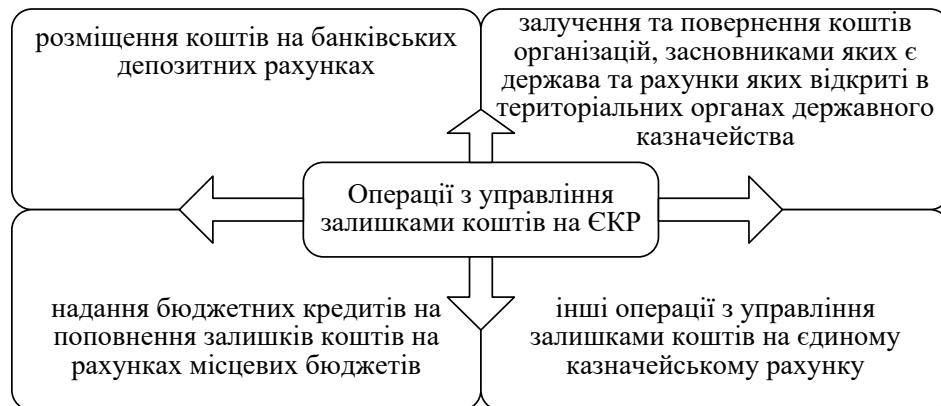 розміщення коштів на банківських
депозитних рахунках
залучення та повернення коштів
організацій, засновниками яких є
держава та рахунки яких відкриті в
територіальних органах державного
казначейства
Операції з управління
залишками коштів на ЄКР
надання бюджетних кредитів на
поповнення залишків коштів на
рахунках місцевих бюджетів
інші операції з управління
залишками коштів на єдиному
казначейському рахунку